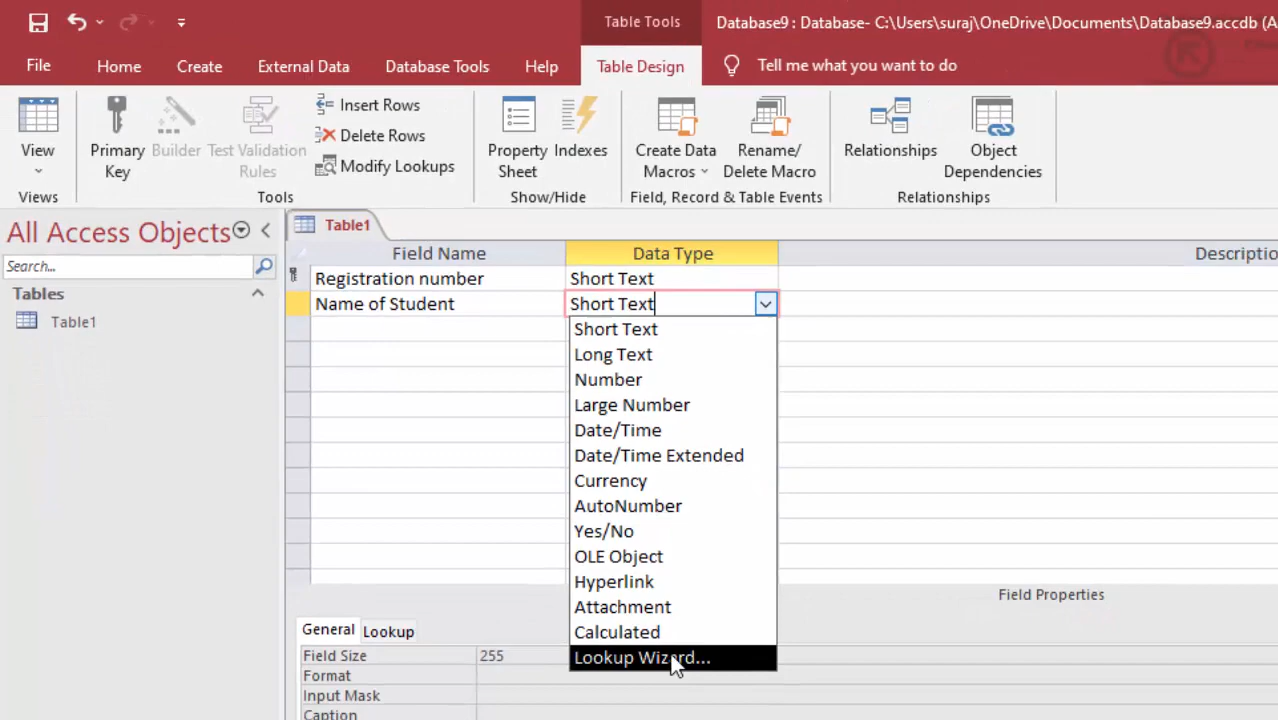 Table Tools
Database9 : Database- C:\Users\suraj\OneDrive\Documents\Database9.accdb (A
File Home Create External Data Database Tools Help Table Design Tell me what you want to do
View
Primary Key
Builder
Test Validation Rules
Insert Rows
Delete Rows
Modify Lookups
Property Sheet
Indexes
Create Data Macros
Rename/ Delete Macro
Relationships
Object Dependencies
Views Tools Show/Hide Field, Record & Table Events Relationships
All Access Objects
Search...
Tables
Table1
Table1
Field Name Data Type Descriptio
Registration number Short Text
Name of Student Short Text
Short Text
Long Text
Number
Large Number
Date/Time
Date/Time Extended
Currency
AutoNumber
Yes/No
OLE Object
Hyperlink
Attachment
Calculated
Lookup Wizard...
Field Properties
General Lookup
Field Size 255
Format
Input Mask
Caption